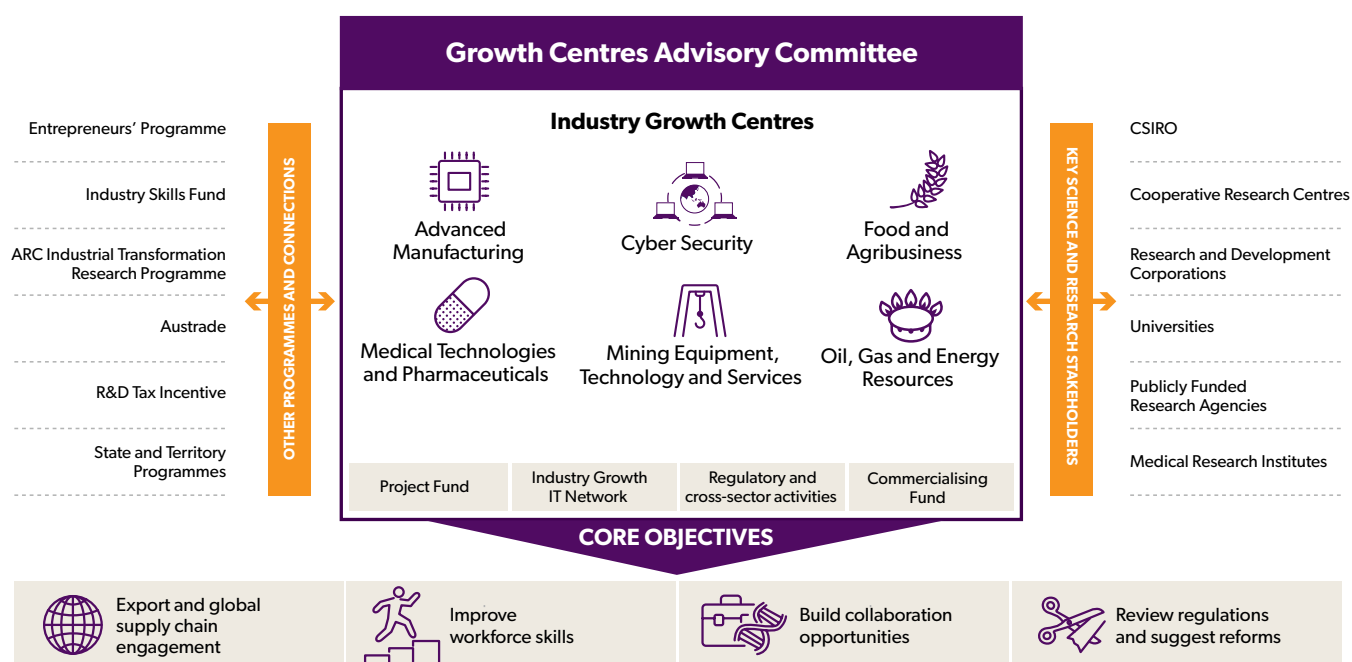 Growth Centres Advisory Committee
Entrepreneurs’ Programme
Industry Skills Fund
ARC Industrial Transformation
Research Programme
Austrade
R&D Tax Incentive
State and Territory
Programmes
OTHER PROGRAMMES AND CONNECTIONS
Industry Growth Centres
Advanced
Manufacturing
Cyber Security
Food and
Agribusiness
Medical Technologies
and Pharmaceuticals
Mining Equipment,
Technology and Services
Oil, Gas and Energy
Resources
Project Fund
Industry Growth
IT Network
Regulatory and
cross-sector activities
Commercialising
Fund
KEY SCIENCE AND RESEARCH STAKEHOLDERS
CSIRO
Cooperative Research Centres
Research and Development
Corporations
Universities
Publicly Funded
Research Agencies
Medical Research Institutes
CORE OBJECTIVES
Export and global
supply chain
engagement
Improve
workforce skills
Build collaboration
opportunities
Review regulations
and suggest reforms